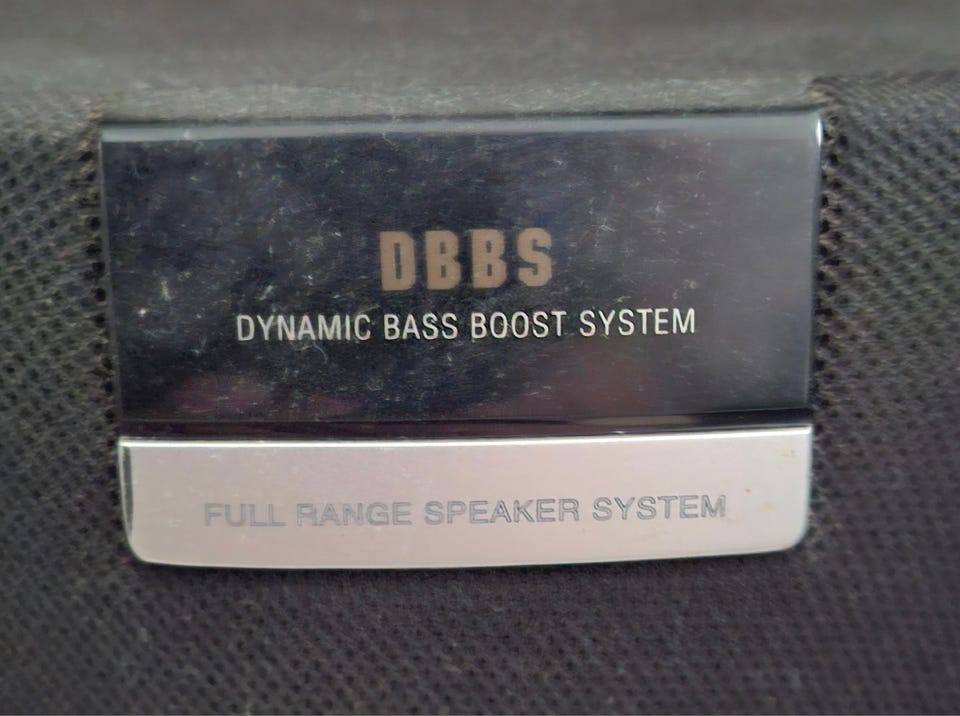 DBBS
DYNAMIC BASS BOOST SYSTEM
FULL RANGE SPEAKER SYSTEM